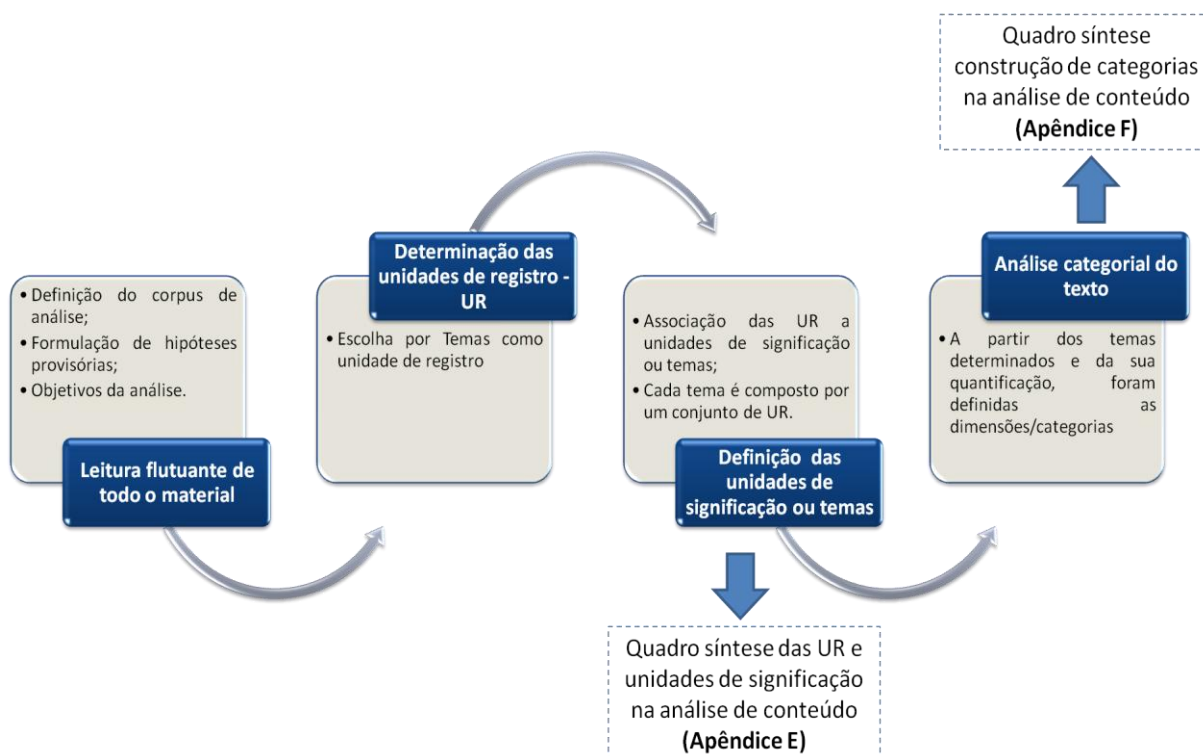 • Definição do corpus de
análise;
• Formulação de hipóteses
provisórias;
• Objetivos da análise.
Leitura flutuante de
todo o material
Determinação das
unidades de registro -
UR
• Escolha por Temas como
unidade de registro
• Associação das UR a
unidades de significação
ou temas;
• Cada tema é composto por
um conjunto de UR.
Definição das
unidades de
significação ou temas
Quadro síntese das UR e
unidades de significação
na análise de conteúdo
(Apêndice E)
Quadro síntese
construção de categorias
na análise de conteúdo
(Apêndice F)
Análise categorial do
texto
• A partir dos temas
determinados e da sua
quantificação, foram
definidas as
dimensões/categorias